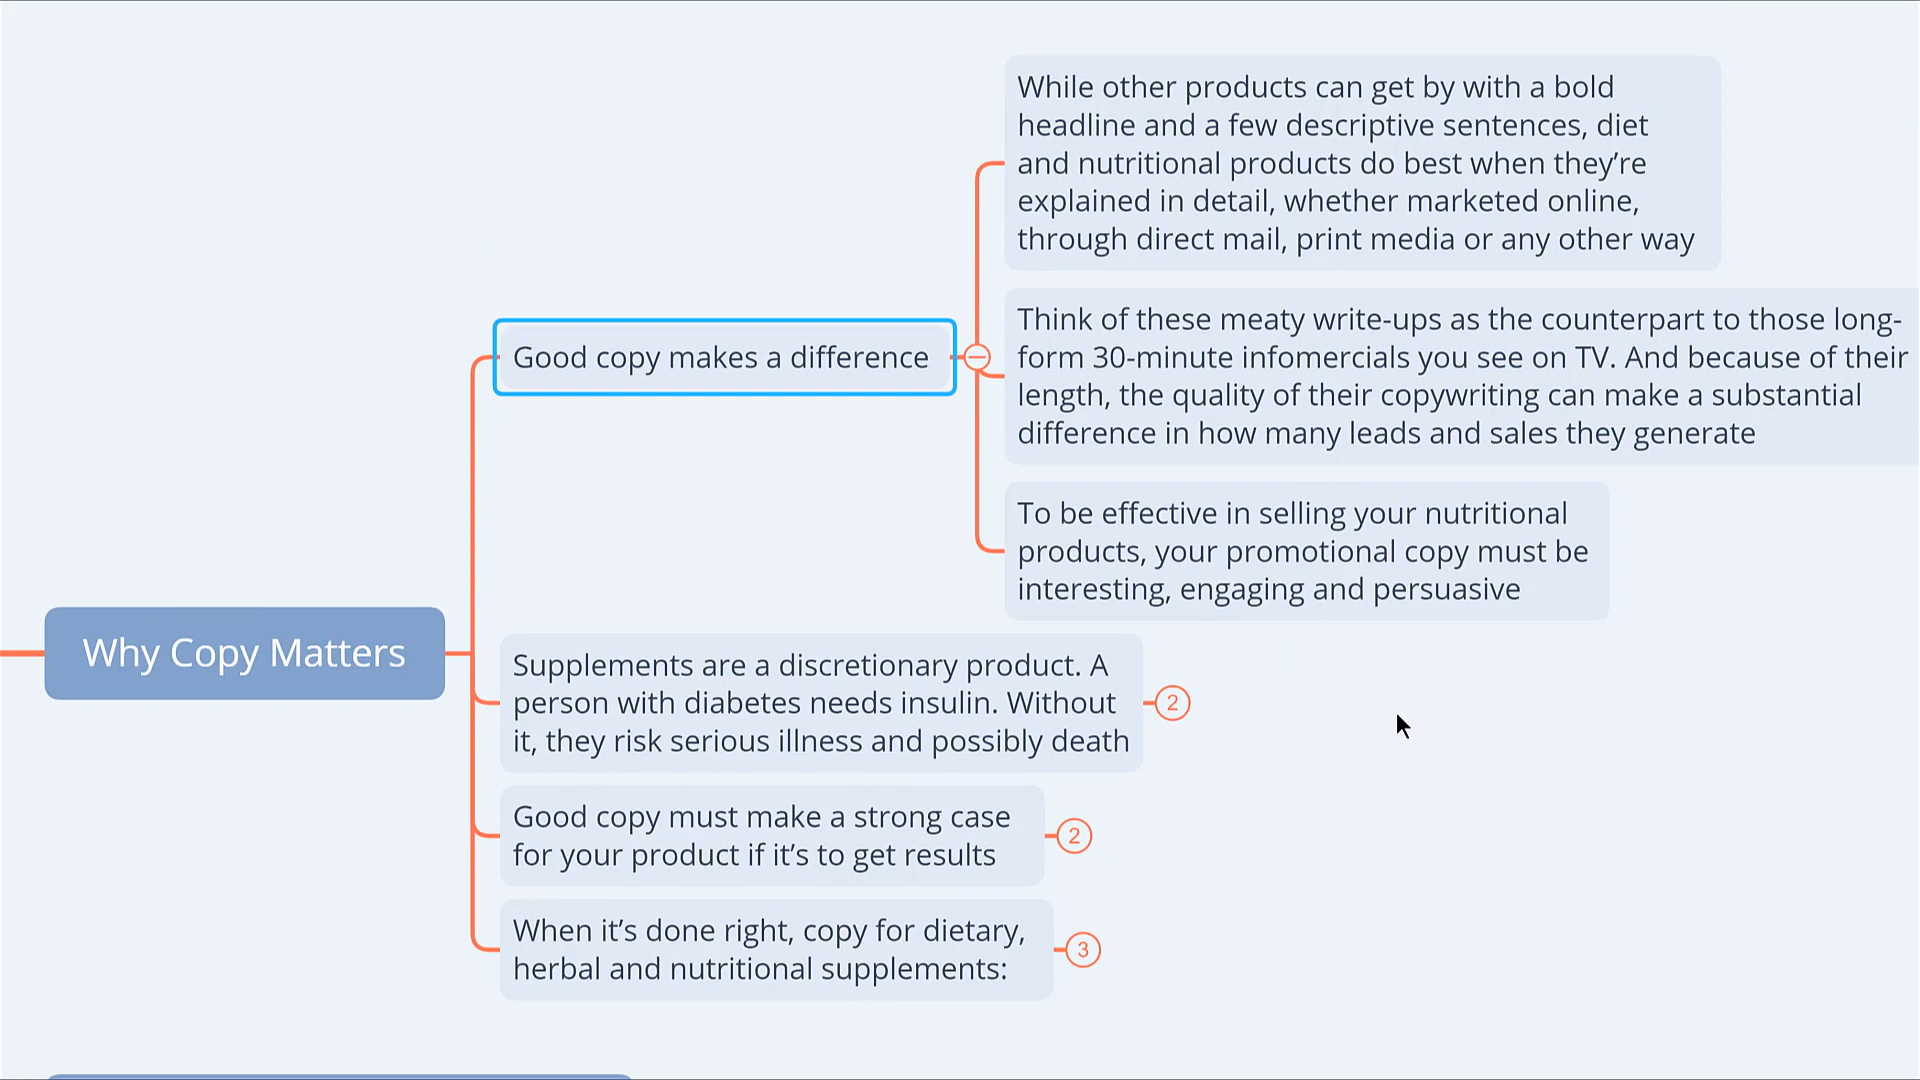 While other products can get by with a bold
headline and a few descriptive sentences, diet
and nutritional products do best when they’re
explained in detail, whether marketed online,
through direct mail, print media or any other way
Think of these meaty write-ups as the counterpart to those long-
form 30-minute infomercials you see on TV. And because of their
length, the quality of their copywriting can make a substantial
difference in how many leads and sales they generate
Good copy makes a difference
To be effective in selling your nutritional
products, your promotional copy must be
interesting, engaging and persuasive
Why Copy Matters
Supplements are a discretionary product. A
person with diabetes needs insulin. Without
it, they risk serious illness and possibly death
2
Good copy must make a strong case
for your product if it’s to get results
2
When it’s done right, copy for dietary,
herbal and nutritional supplements:
3